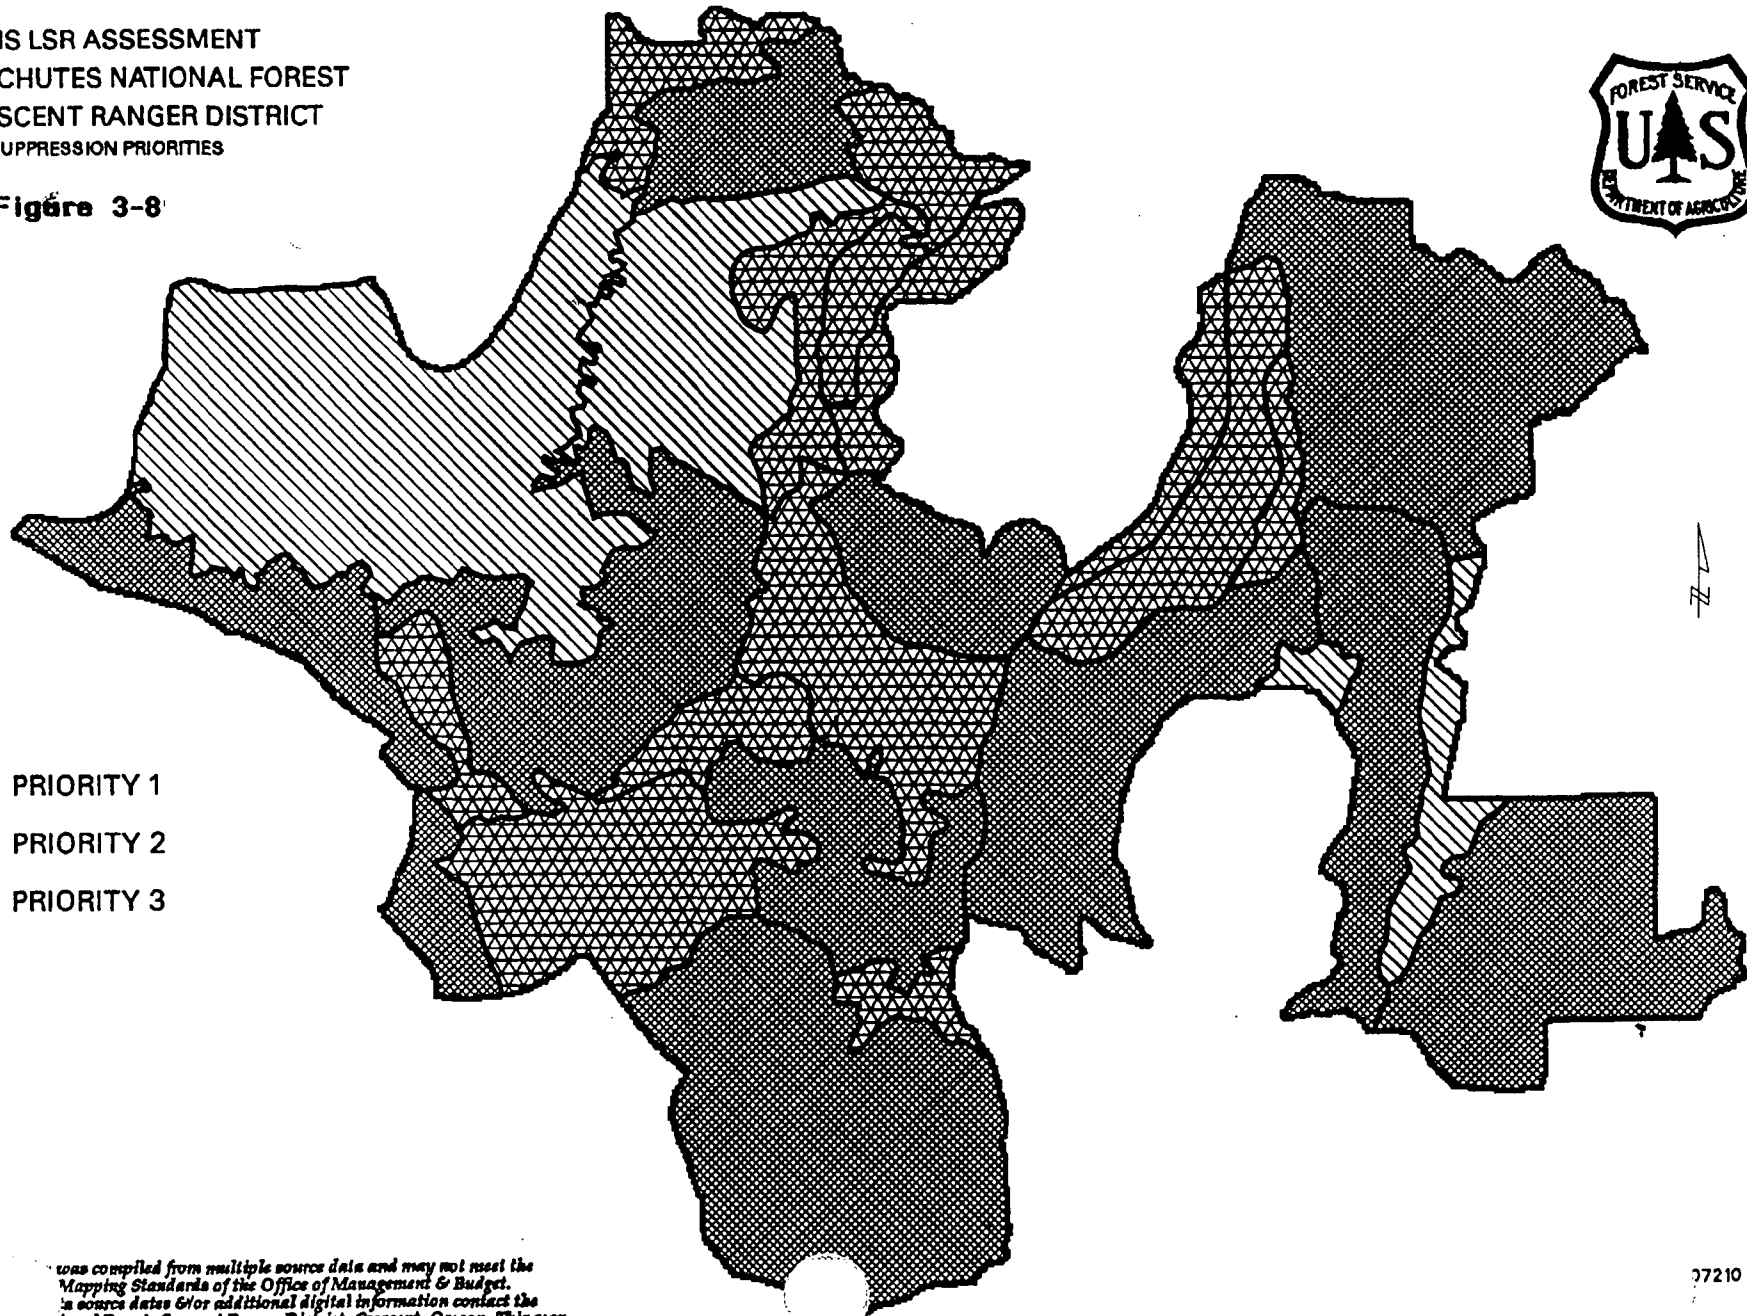 IS LSR ASSESSMENT
CHUTES NATIONAL FOREST
SCENT RANGER DISTRICT
UPPRESSION PRIORITIES
Figure 3-8
FOREST SERVICE
US
DEPARTMENT OF AGRICULTURE
PRIORITY 1
PRIORITY 2
PRIORITY 3
was compiled from multiple source data and may not meet the
Mapping Standards of the Office of Management & Budget.
source dates &/or additional digital information contact the
07210